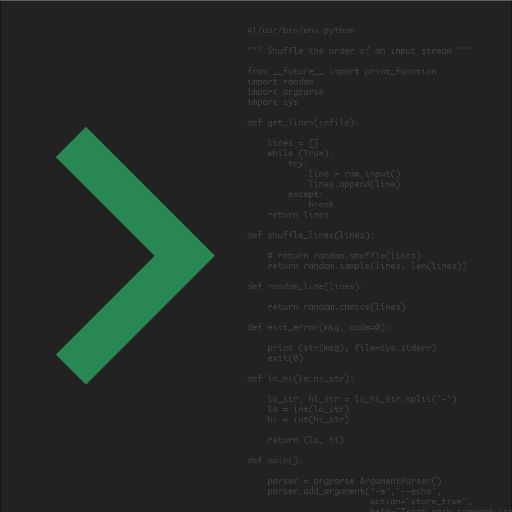 #!/usr/bin/env python
""" Shuffle the order of an input stream """
from __future__ import print_function
import random
import argparse
import sys
def get_lines(infile):
lines = []
while (True):
try:
line = raw_input()
lines.append(line)
except:
break
return lines
def shuffle_lines(lines):
# return random.shuffle(lines)
return random.sample(lines, len(lines))
def random_line(lines):
return random.choice(lines)
def exit_error(msg, code=0):
print (str(msg), file=sys.stderr)
exit(0)
def lo_hi(lo_hi_str):
lo_str, hi_str = lo_hi_str.split("-")
lo = int(lo_str)
hi = int(hi_str)
return (lo, hi)
def main():
parser = argparse.ArgumentParser()
parser.add_argument("-e","--echo",
action="store_true",